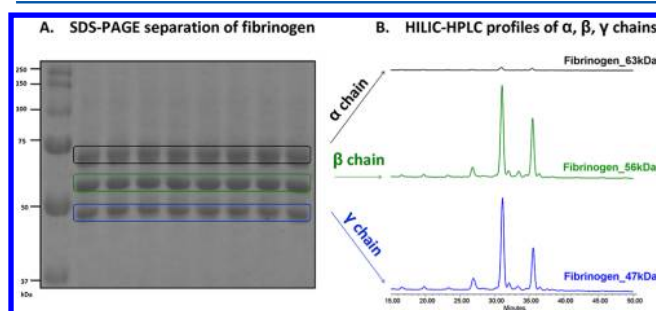 A. SDS-PAGE separation of fibrinogen
250
150
100
75
50
37
kDa
B. HILIC-HPLC profiles of α, β, γ chains
α chain
β chain
γ chain
Fibrinogen_63kDa
Fibrinogen_56kDa
Fibrinogen_47kDa
15.00 20.00 25.00 30.00 35.00 40.00 45.00 50.00
Minutes